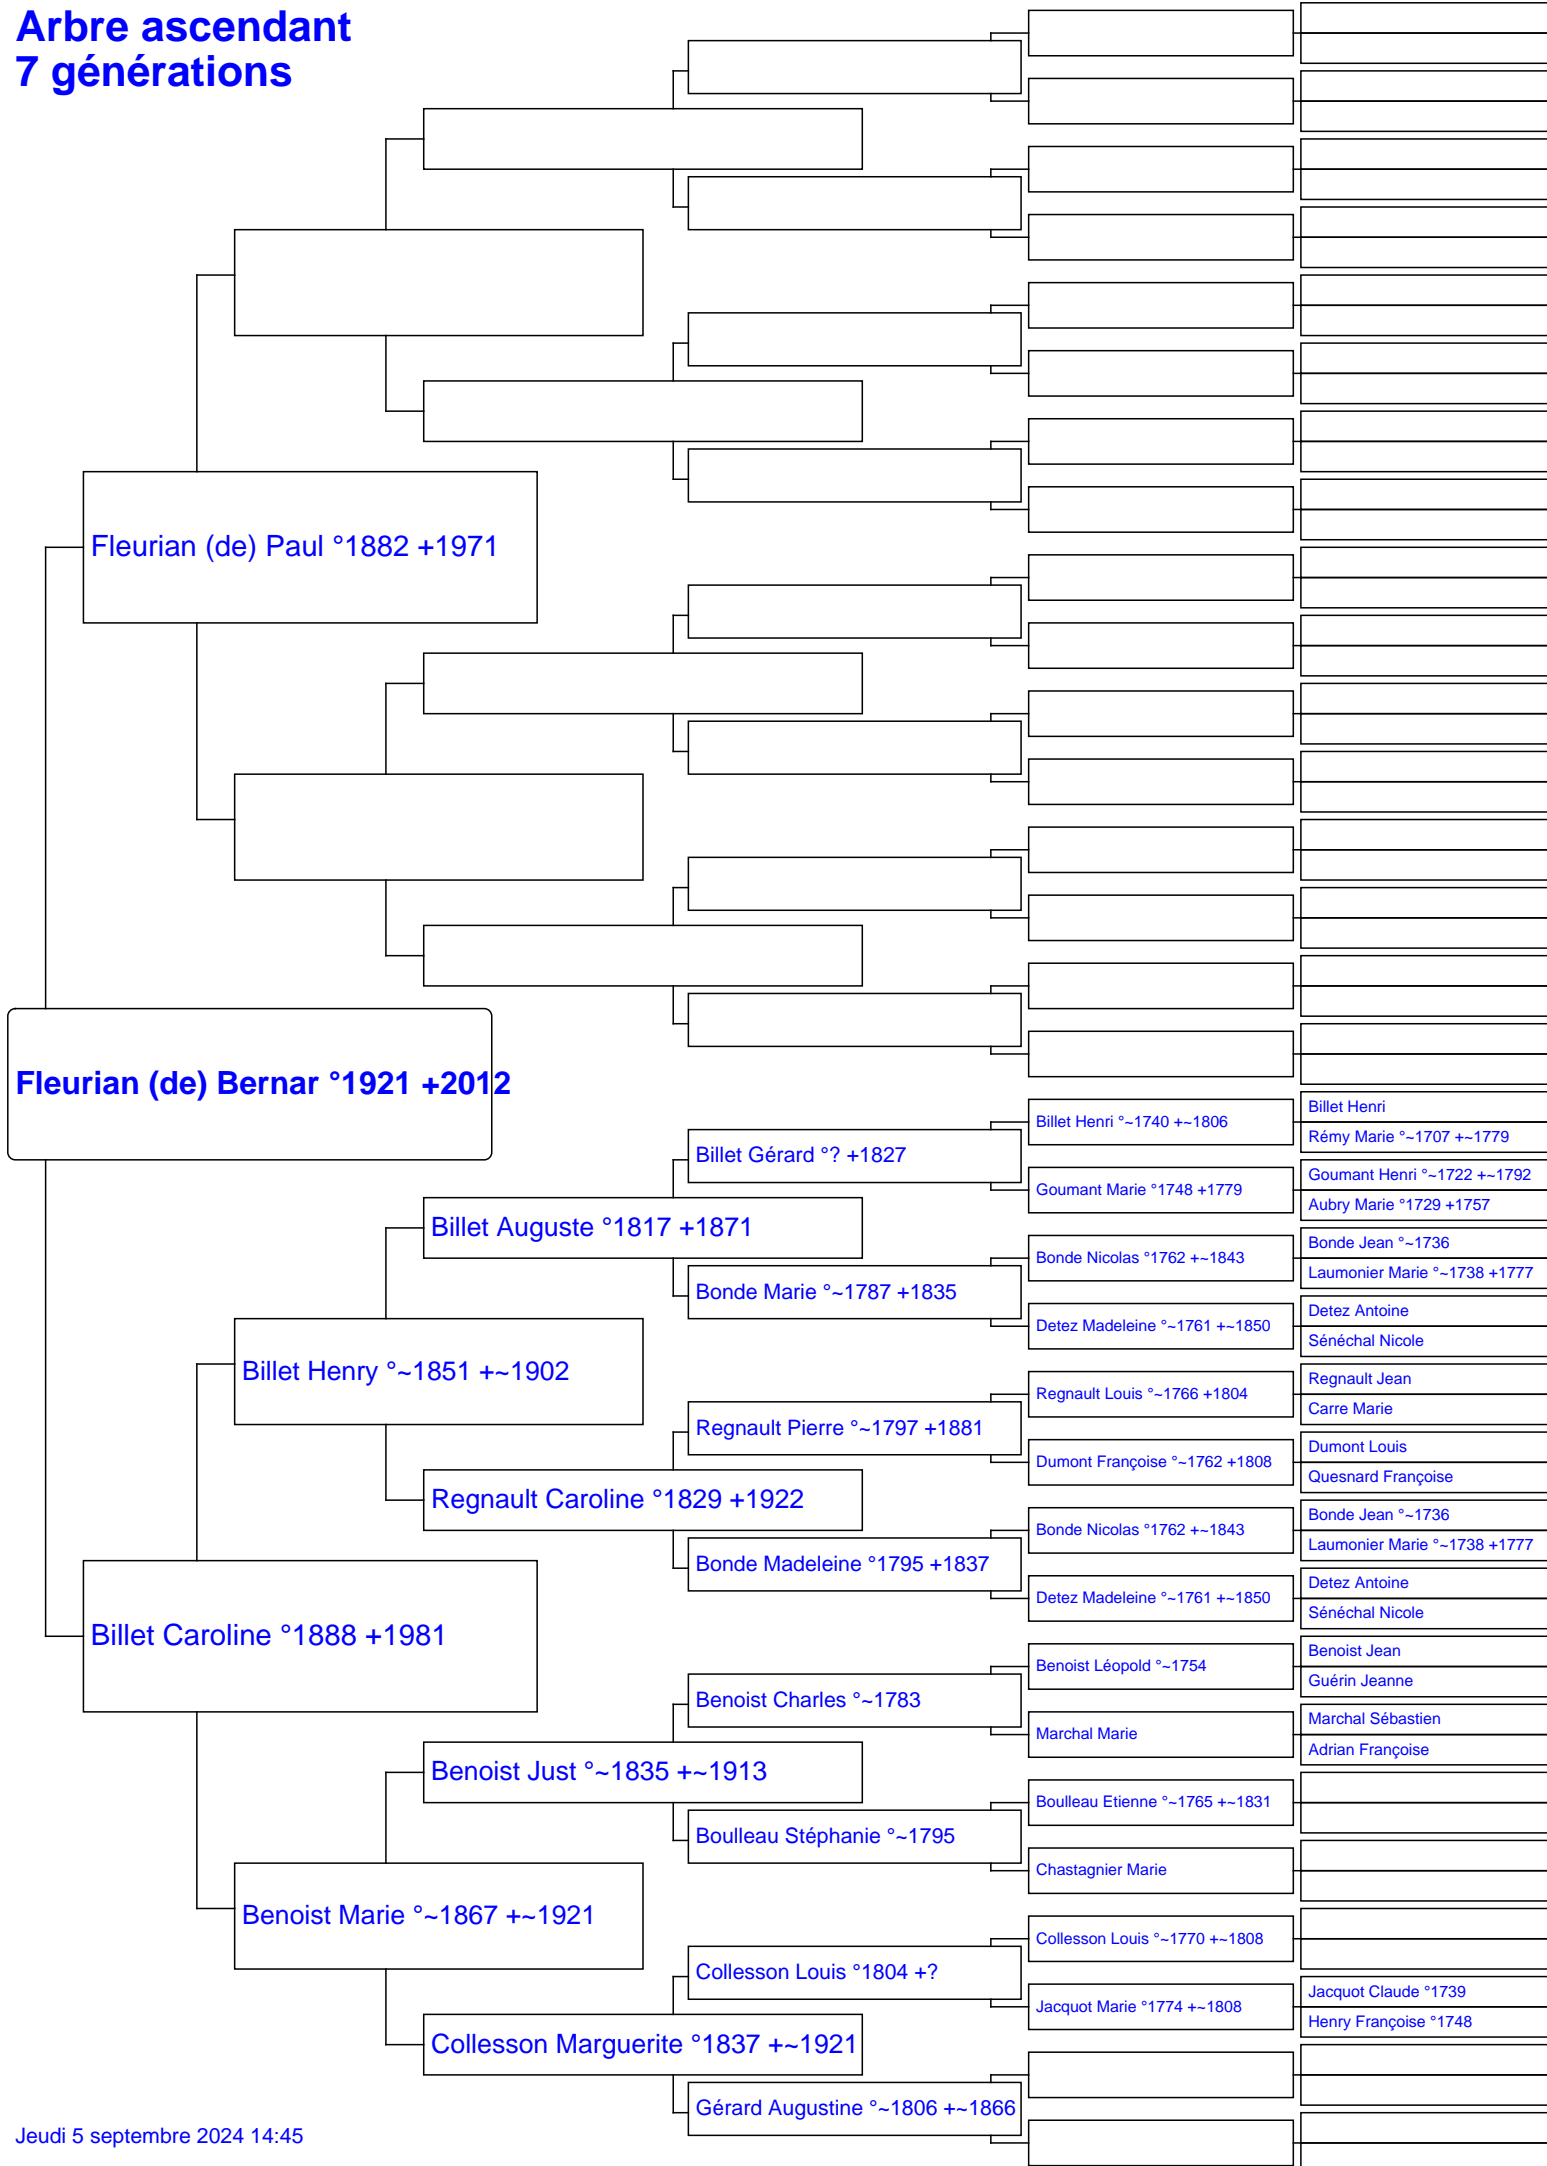 Arbre ascendant
7 générations
Fleurian (de) Paul °1882 +1971
Fleurian (de) Bernar °1921 +2012
Billet Henri
Billet Henri °~1740 +~1806
Rémy Marie °~1707 +~1779
Billet Gérard °? +1827
Goumant Henri °~1722 +~1792
Goumant Marie °1748 +1779
Aubry Marie °1729 +1757
Billet Auguste °1817 +1871
Bonde Jean °~1736
Bonde Nicolas °1762 +~1843
Laumonier Marie °~1738 +1777
Bonde Marie °~1787 +1835
Detez Antoine
Detez Madeleine °~1761 +~1850
Sénéchal Nicole
Billet Henry °~1851 +~1902
Regnault Jean
Regnault Louis °~1766 +1804
Carre Marie
Regnault Pierre °~1797 +1881
Dumont Louis
Dumont Françoise °~1762 +1808
Quesnard Françoise
Regnault Caroline °1829 +1922
Bonde Jean °~1736
Bonde Nicolas °1762 +~1843
Laumonier Marie °~1738 +1777
Bonde Madeleine °1795 +1837
Detez Antoine
Detez Madeleine °~1761 +~1850
Sénéchal Nicole
Billet Caroline °1888 +1981
Benoist Jean
Benoist Léopold °~1754
Guérin Jeanne
Benoist Charles °~1783
Marchal Sébastien
Marchal Marie
Adrian Françoise
Benoist Just °~1835 +~1913
Boulleau Etienne °~1765 +~1831
Boulleau Stéphanie °~1795
Chastagnier Marie
Benoist Marie °~1867 +~1921
Collesson Louis °~1770 +~1808
Collesson Louis °1804 +?
Jacquot Claude °1739
Jacquot Marie °1774 +~1808
Henry Françoise °1748
Collesson Marguerite °1837 +~1921
Gérard Augustine °~1806 +~1866
Jeudi 5 septembre 2024 14:45